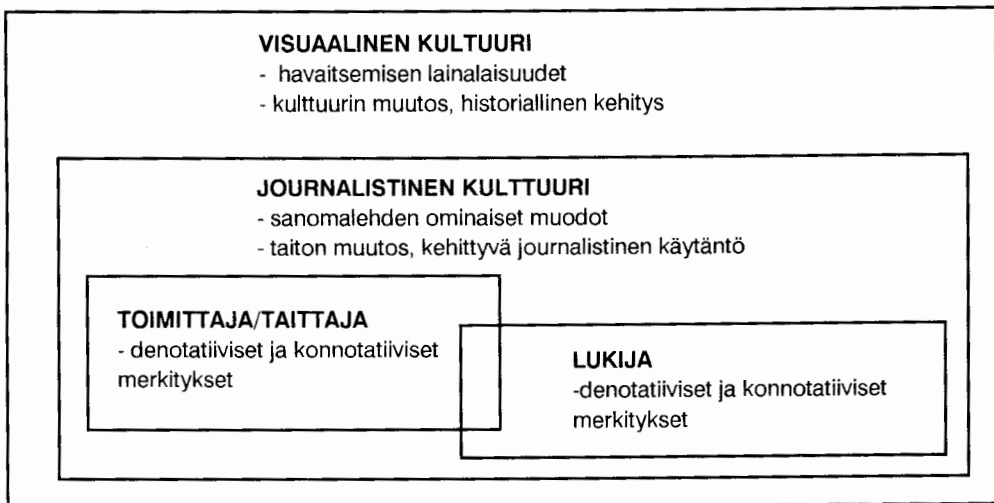 VISUAALINEN KULTUURI
- havaitsemisen lainalaisuudet
- kulttuurin muutos, historiallinen kehitys
JOURNALISTINEN KULTTUURI
- sanomalehden ominaiset muodot
- taiton muutos, kehittyvä journalistinen käytäntö
TOIMITTAJA/TAITTAJA
- denotatiiviset ja konnotatiiviset
merkitykset
LUKIJA
-denotatiiviset ja konnotatiiviset
merkitykset